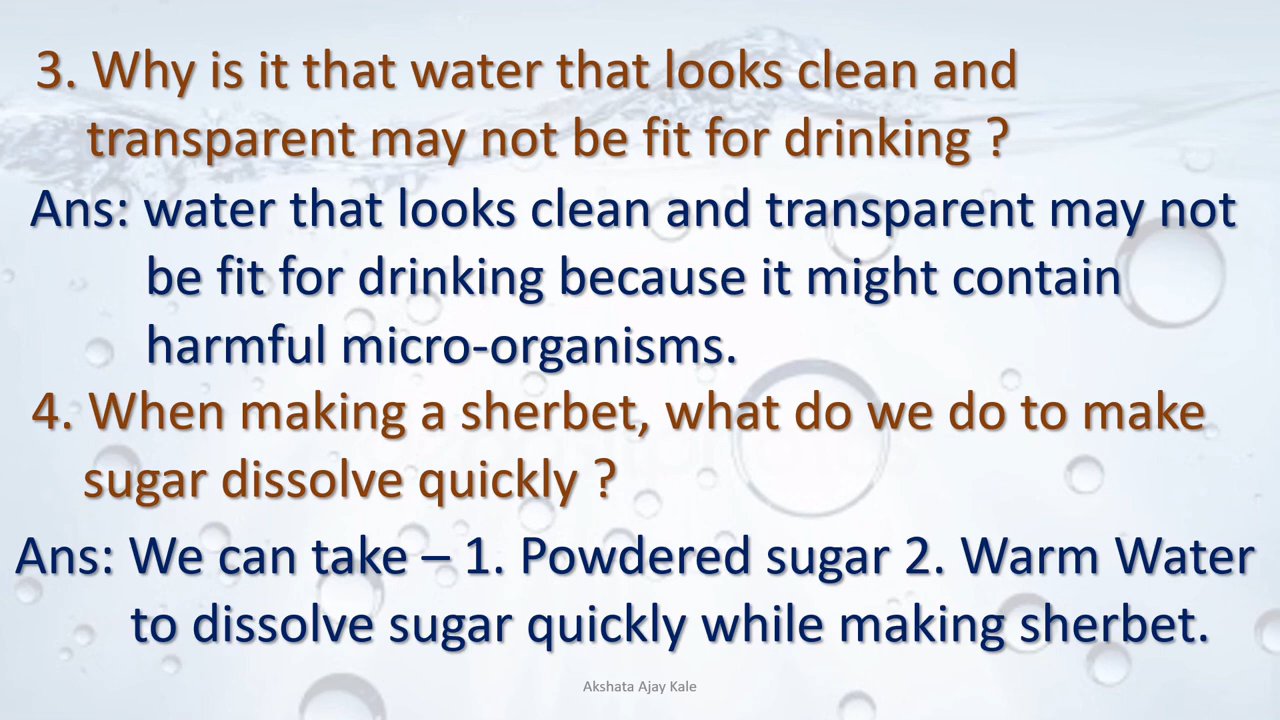 3. Why is it that water that looks clean and
transparent may not be fit for drinking ?
Ans: water that looks clean and transparent may not
be fit for drinking because it might contain
harmful micro-organisms.
4. When making a sherbet, what do we do to make
sugar dissolve quickly ?
Ans: We can take – 1. Powdered sugar 2. Warm Water
to dissolve sugar quickly while making sherbet.
Akshata Ajay Kale